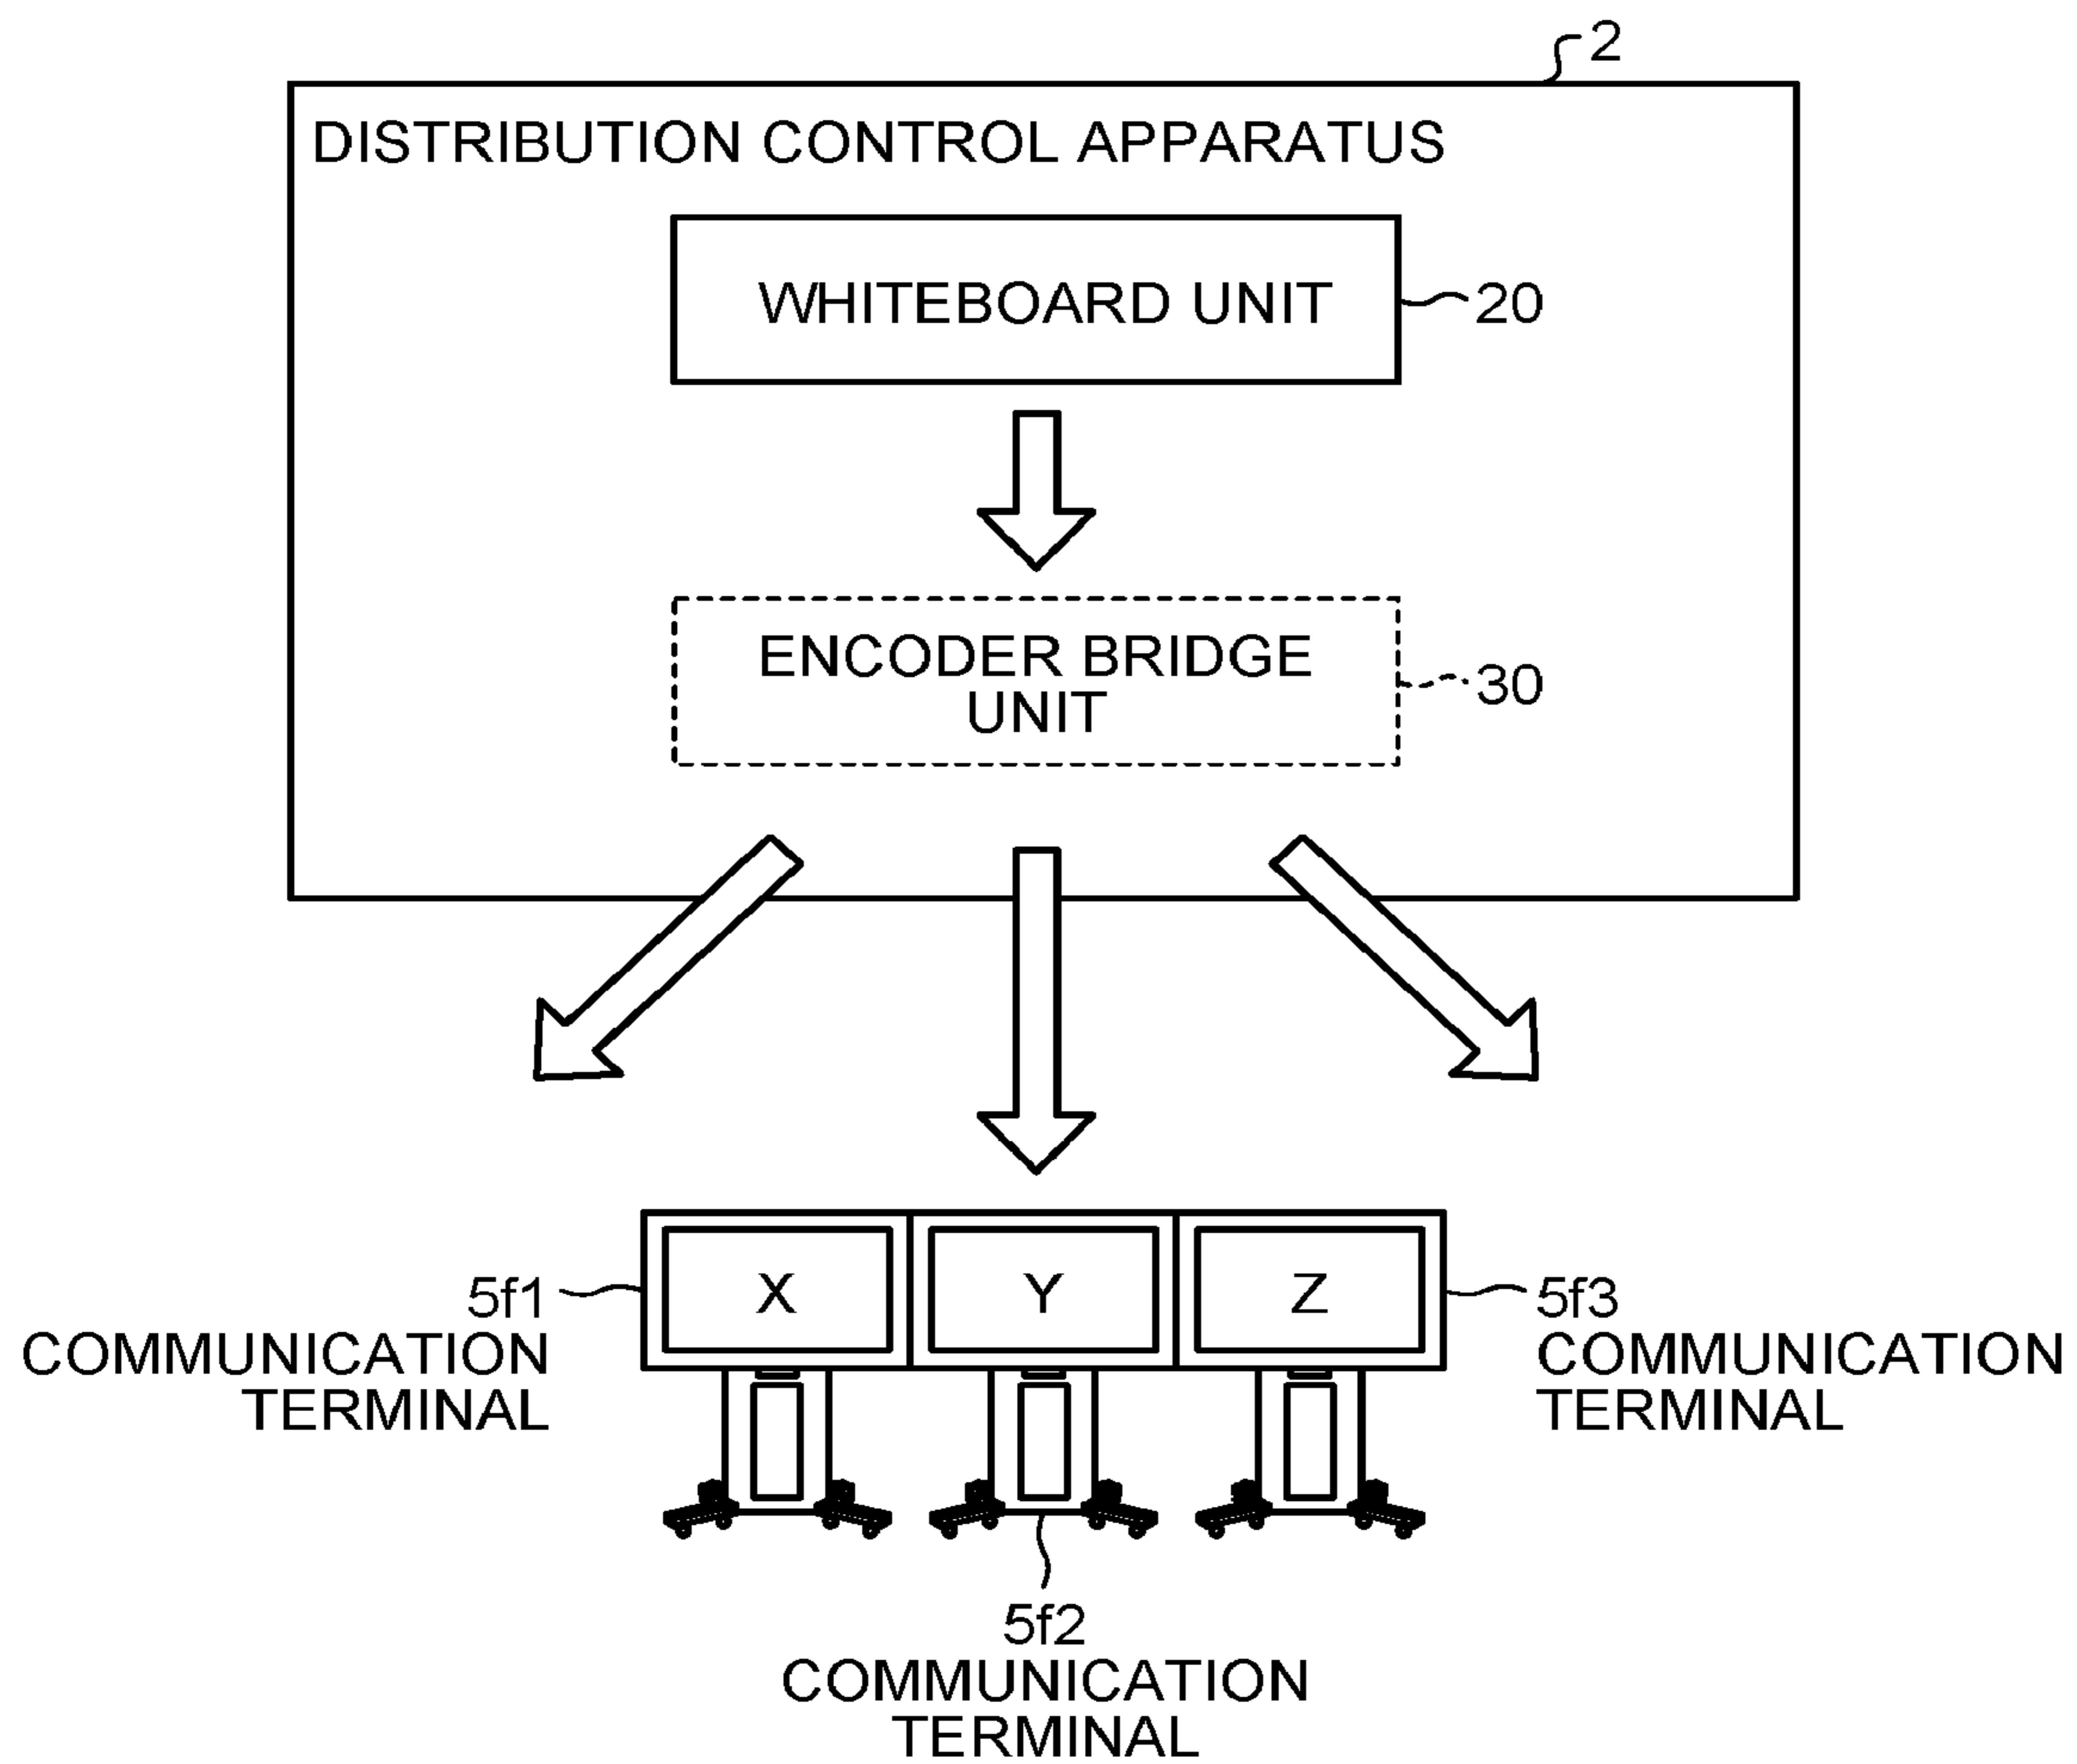 2
DISTRIBUTION CONTROL APPARATUS
WHITEBOARD UNIT
20
ENCODER BRIDGE
UNIT
30
X
Y
Z
5f1
COMMUNICATION
TERMINAL
5f3
COMMUNICATION
TERMINAL
5f2
COMMUNICATION
TERMINAL